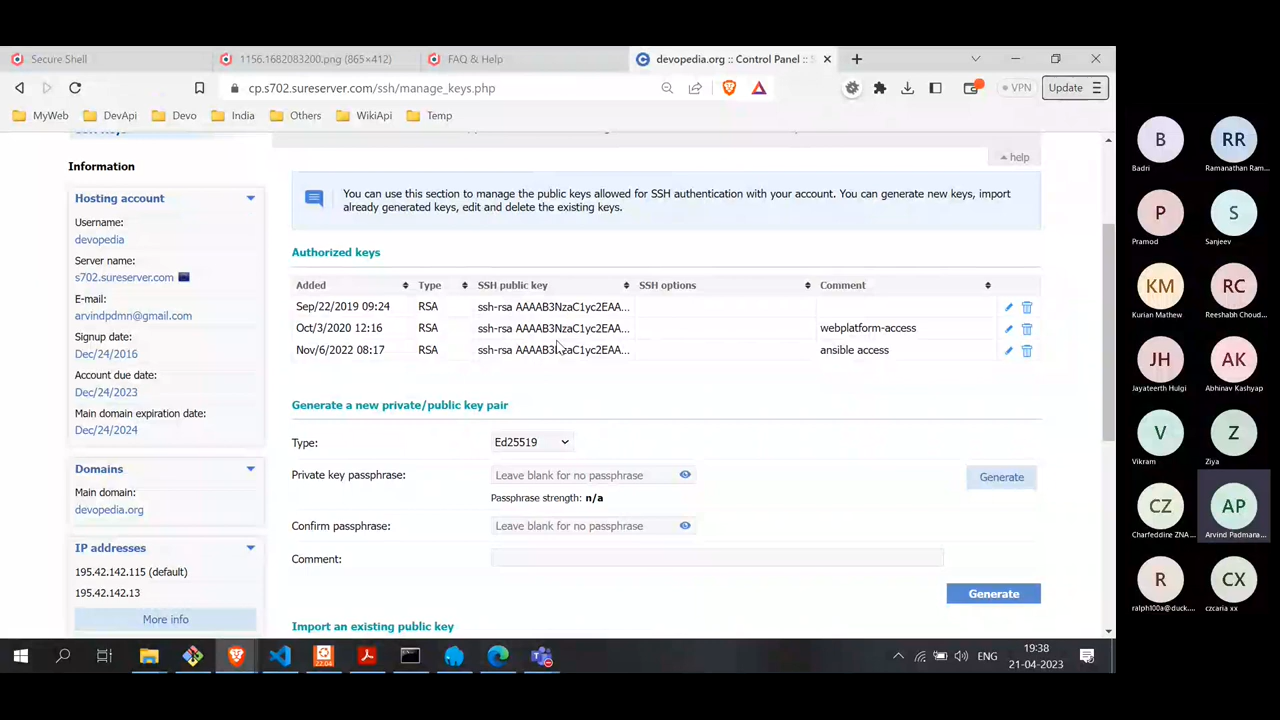 Secure Shell
1156.1682083200.png (865×412)
FAQ & Help
devopedia.org :: Control Panel ::
cp.s702.sureserver.com/ssh/manage_keys.php
VPN
Update
MyWeb
DevApi
Devo
India
Others
WikiApi
Temp
help
Information
Hosting account
Username:
devopedia
Server name:
s702.sureserver.com
E-mail:
arvindpdmn@gmail.com
Signup date:
Dec/24/2016
Account due date:
Dec/24/2023
Main domain expiration date:
Dec/24/2024
Domains
Main domain:
devopedia.org
IP addresses
195.42.142.115 (default)
195.42.142.13
More info
You can use this section to manage the public keys allowed for SSH authentication with your account. You can generate new keys, import
already generated keys, edit and delete the existing keys.
Authorized keys
Added Type SSH public key SSH options Comment
Sep/22/2019 09:24 RSA ssh-rsa AAAAB3NzaC1yc2EAA...
Oct/3/2020 12:16 RSA ssh-rsa AAAAB3NzaC1yc2EAA... webplatform-access
Nov/6/2022 08:17 RSA ssh-rsa AAAAB3NzaC1yc2EAA... ansible access
Generate a new private/public key pair
Type: Ed25519
Private key passphrase: Leave blank for no passphrase
Generate
Passphrase strength: n/a
Confirm passphrase: Leave blank for no passphrase
Comment:
Generate
Import an existing public key
22.04
ENG
19:38
21-04-2023
B
Badri
RR
Ramanathan Ram...
P
Pramod
S
Sanjeev
KM
Kurian Mathew
RC
Reeshabh Choud...
JH
Jayateerth Hulgi
AK
Abhinav Kashyap
V
Vikram
Z
Ziya
CZ
Charfeddine ZNA...
AP
Arvind Padmana...
R
ralph100a@duck....
CX
czcaria xx